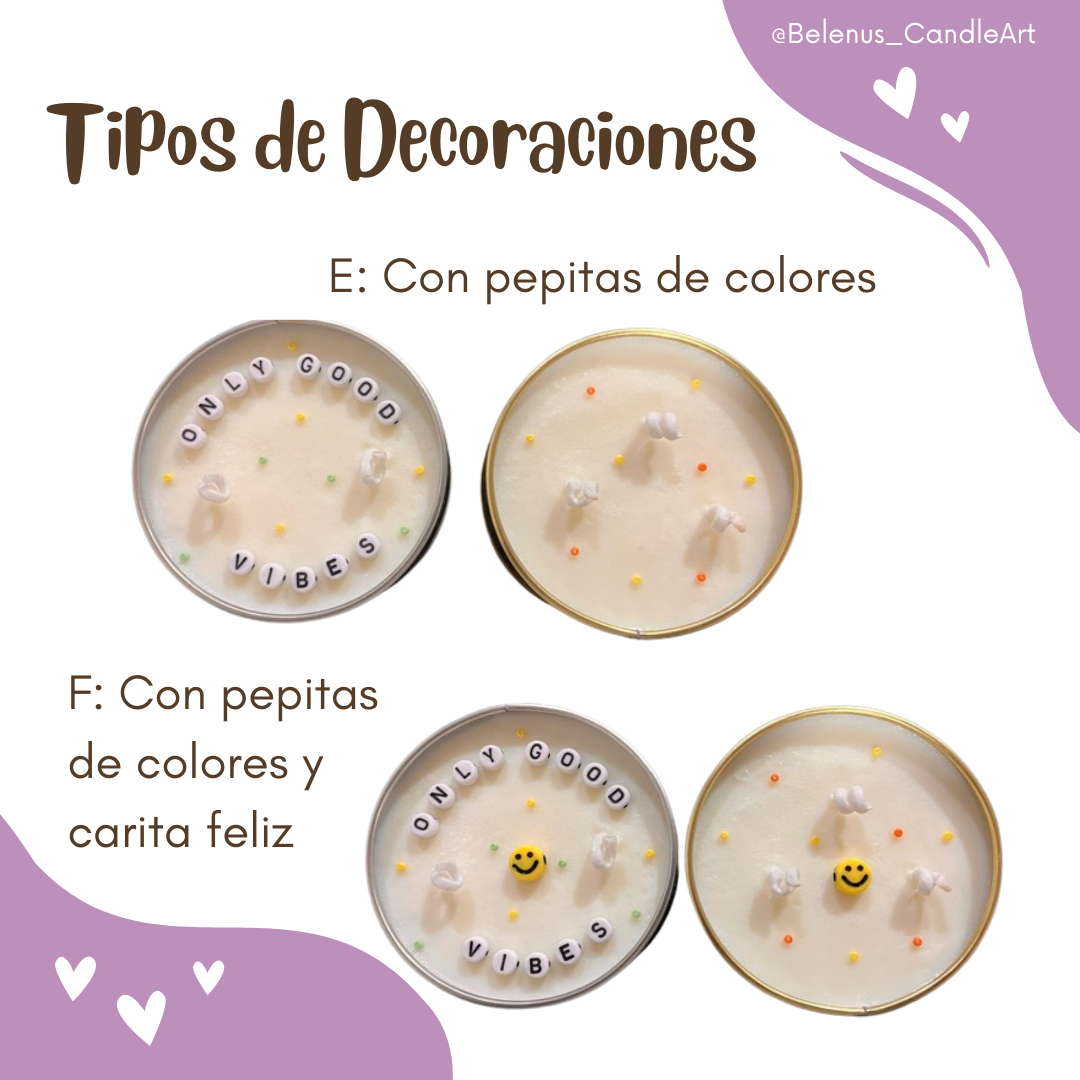 @Belenus_CandleArt
Tipos de Decoraciones
E: Con pepitas de colores
ONLY GOOD
VIBES
F: Con pepitas
de colores y
carita feliz
ONLY GOOD
VIBES